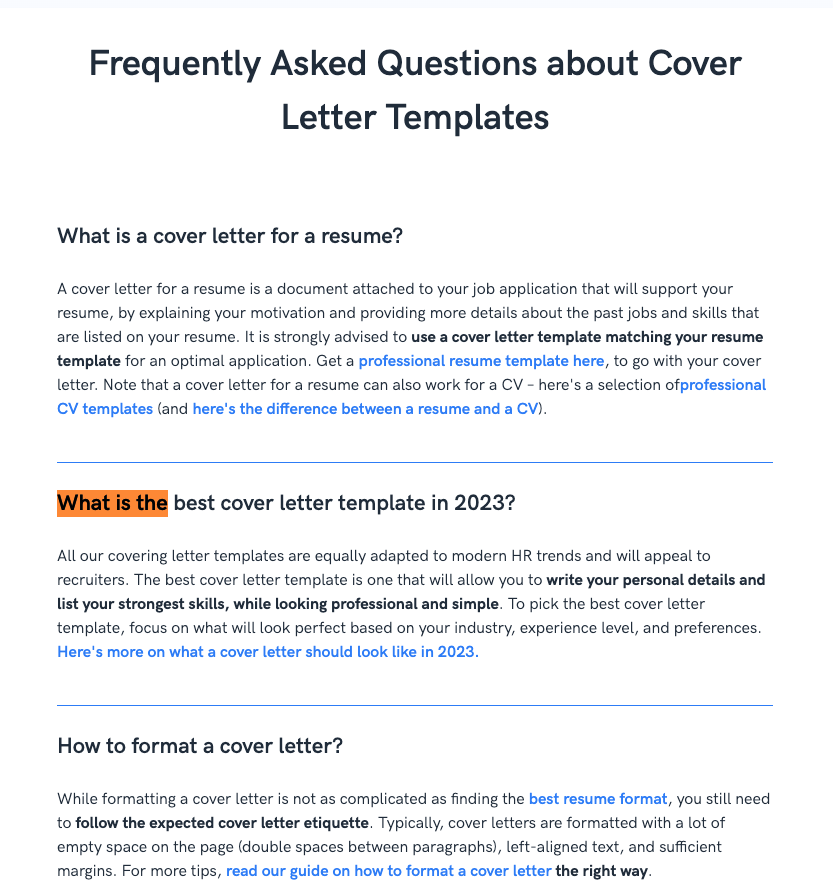 Frequently Asked Questions about Cover
Letter Templates
What is a cover letter for a resume?
A cover letter for a resume is a document attached to your job application that will support your
resume, by explaining your motivation and providing more details about the past jobs and skills that
are listed on your resume. It is strongly advised to use a cover letter template matching your resume
template for an optimal application. Get a professional resume template here, to go with your cover
letter. Note that a cover letter for a resume can also work for a CV – here's a selection ofprofessional
CV templates (and here's the difference between a resume and a CV).
What is the best cover letter template in 2023?
All our covering letter templates are equally adapted to modern HR trends and will appeal to
recruiters. The best cover letter template is one that will allow you to write your personal details and
list your strongest skills, while looking professional and simple. To pick the best cover letter
template, focus on what will look perfect based on your industry, experience level, and preferences.
Here's more on what a cover letter should look like in 2023.
How to format a cover letter?
While formatting a cover letter is not as complicated as finding the best resume format, you still need
to follow the expected cover letter etiquette. Typically, cover letters are formatted with a lot of
empty space on the page (double spaces between paragraphs), left-aligned text, and sufficient
margins. For more tips, read our guide on how to format a cover letter the right way.